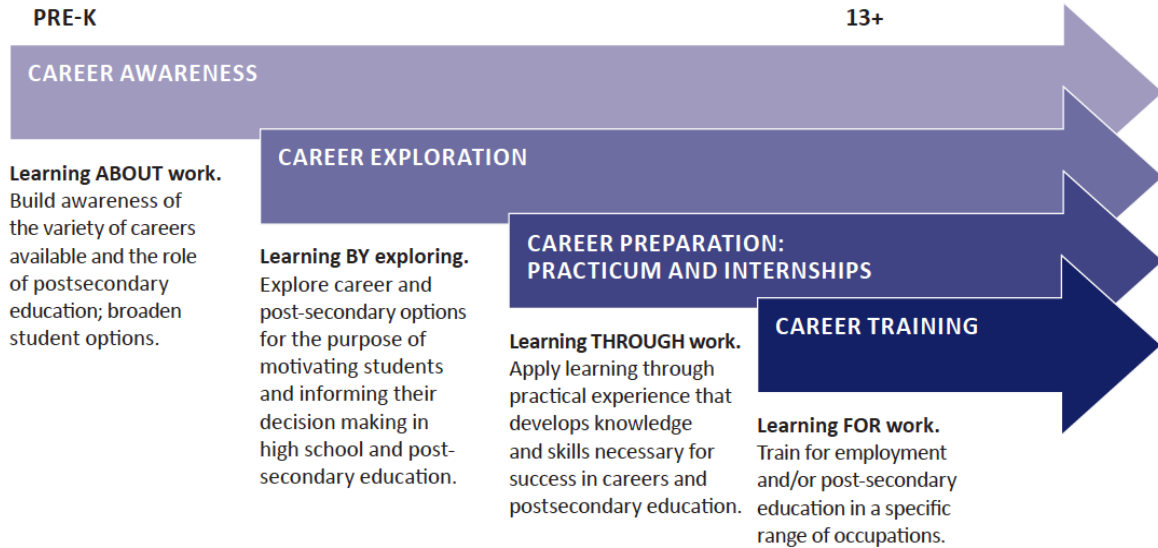 PRE-K
13+
CAREER AWARENESS
Learning ABOUT work.
Build awareness of
the variety of careers
available and the role
of postsecondary
education; broaden
student options.
CAREER EXPLORATION
Learning BY exploring.
Explore career and
post-secondary options
for the purpose of
motivating students
and informing their
decision making in
high school and post-
secondary education.
CAREER PREPARATION:
PRACTICUM AND INTERNSHIPS
Learning THROUGH work.
Apply learning through
practical experience that
develops knowledge
and skills necessary for
success in careers and
postsecondary education.
CAREER TRAINING
Learning FOR work.
Train for employment
and/or post-secondary
education in a specific
range of occupations.